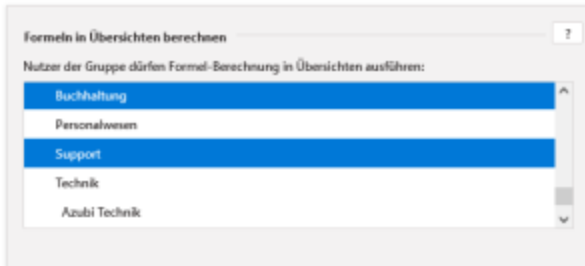 Formeln in Übersichten berechnen ?
Nutzer der Gruppe dürfen Formel-Berechnung in Übersichten ausführen:
Buchhaltung
Personalwesen
Support
Technik
Azubi Technik